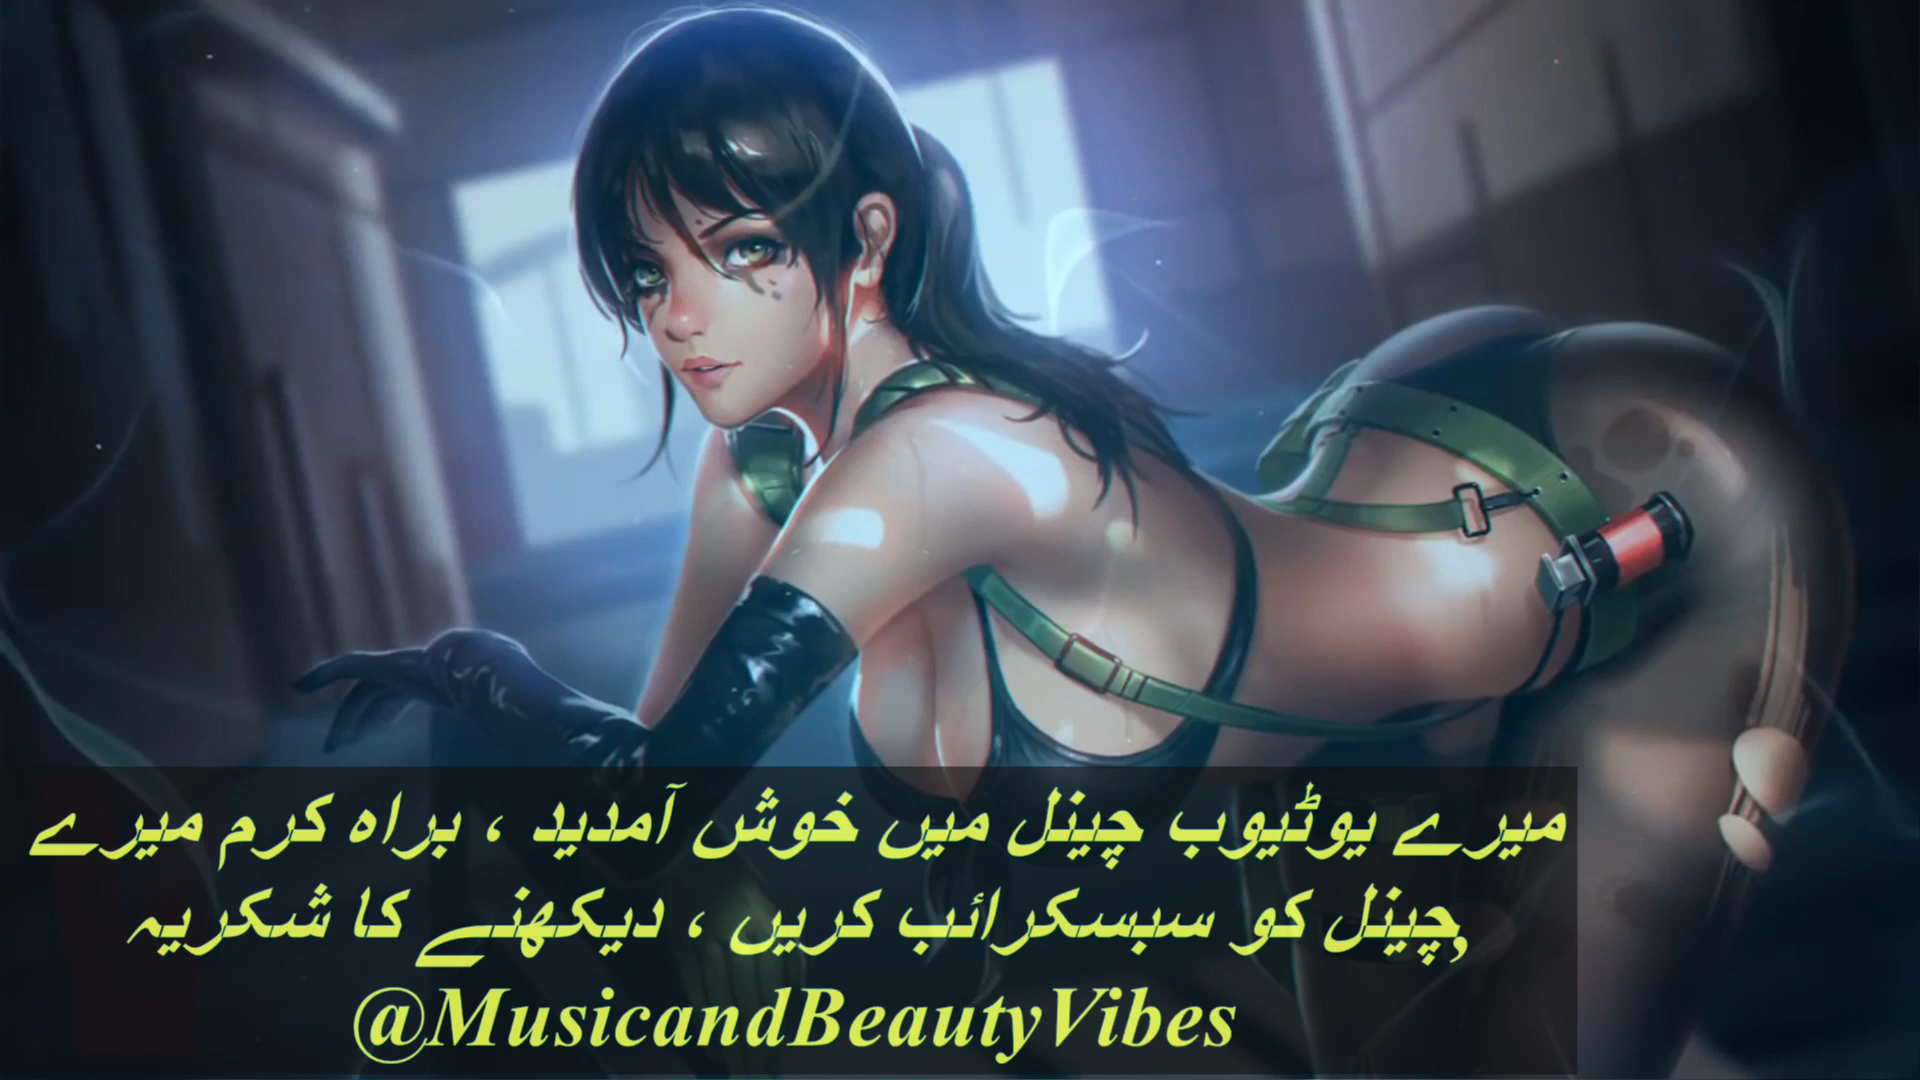 میرے یوٹیوب چینل میں خوش آمدید ، براہ کرم میرے
چینل کو سبسکرائب کریں ، دیکھنے کا شکریہ,
@MusicandBeautyVibes